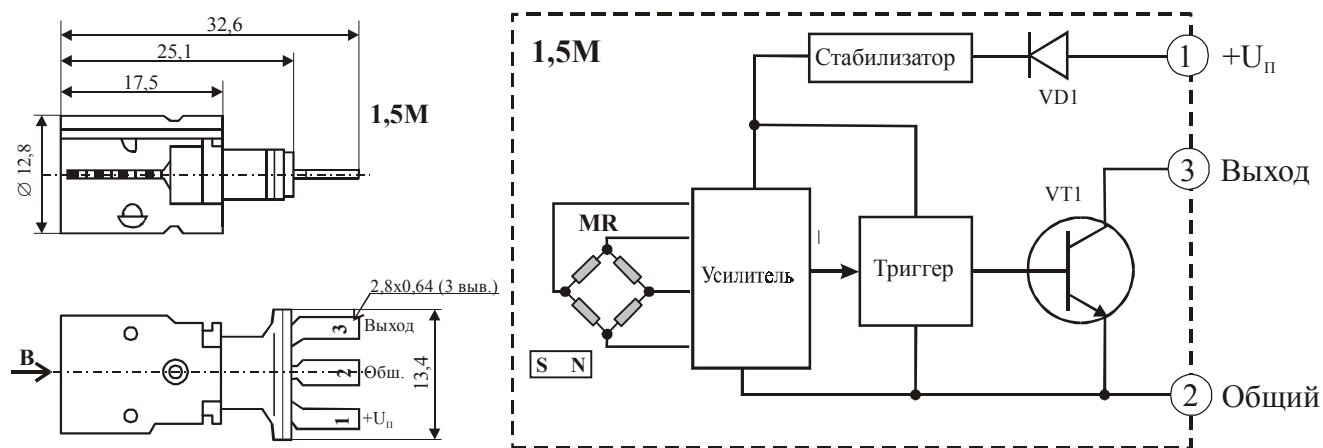 32,6
25,1
17,5
1,5М
Ø 12,8
2,8x0,64 (3 выв.)
3
Выход
B
2
Обш.
13,4
1
+Uп
1,5М
Стабилизатор
VD1
1
+Uп
3
Выход
VT1
MR
Усилитель
Триггер
S N
2
Общий